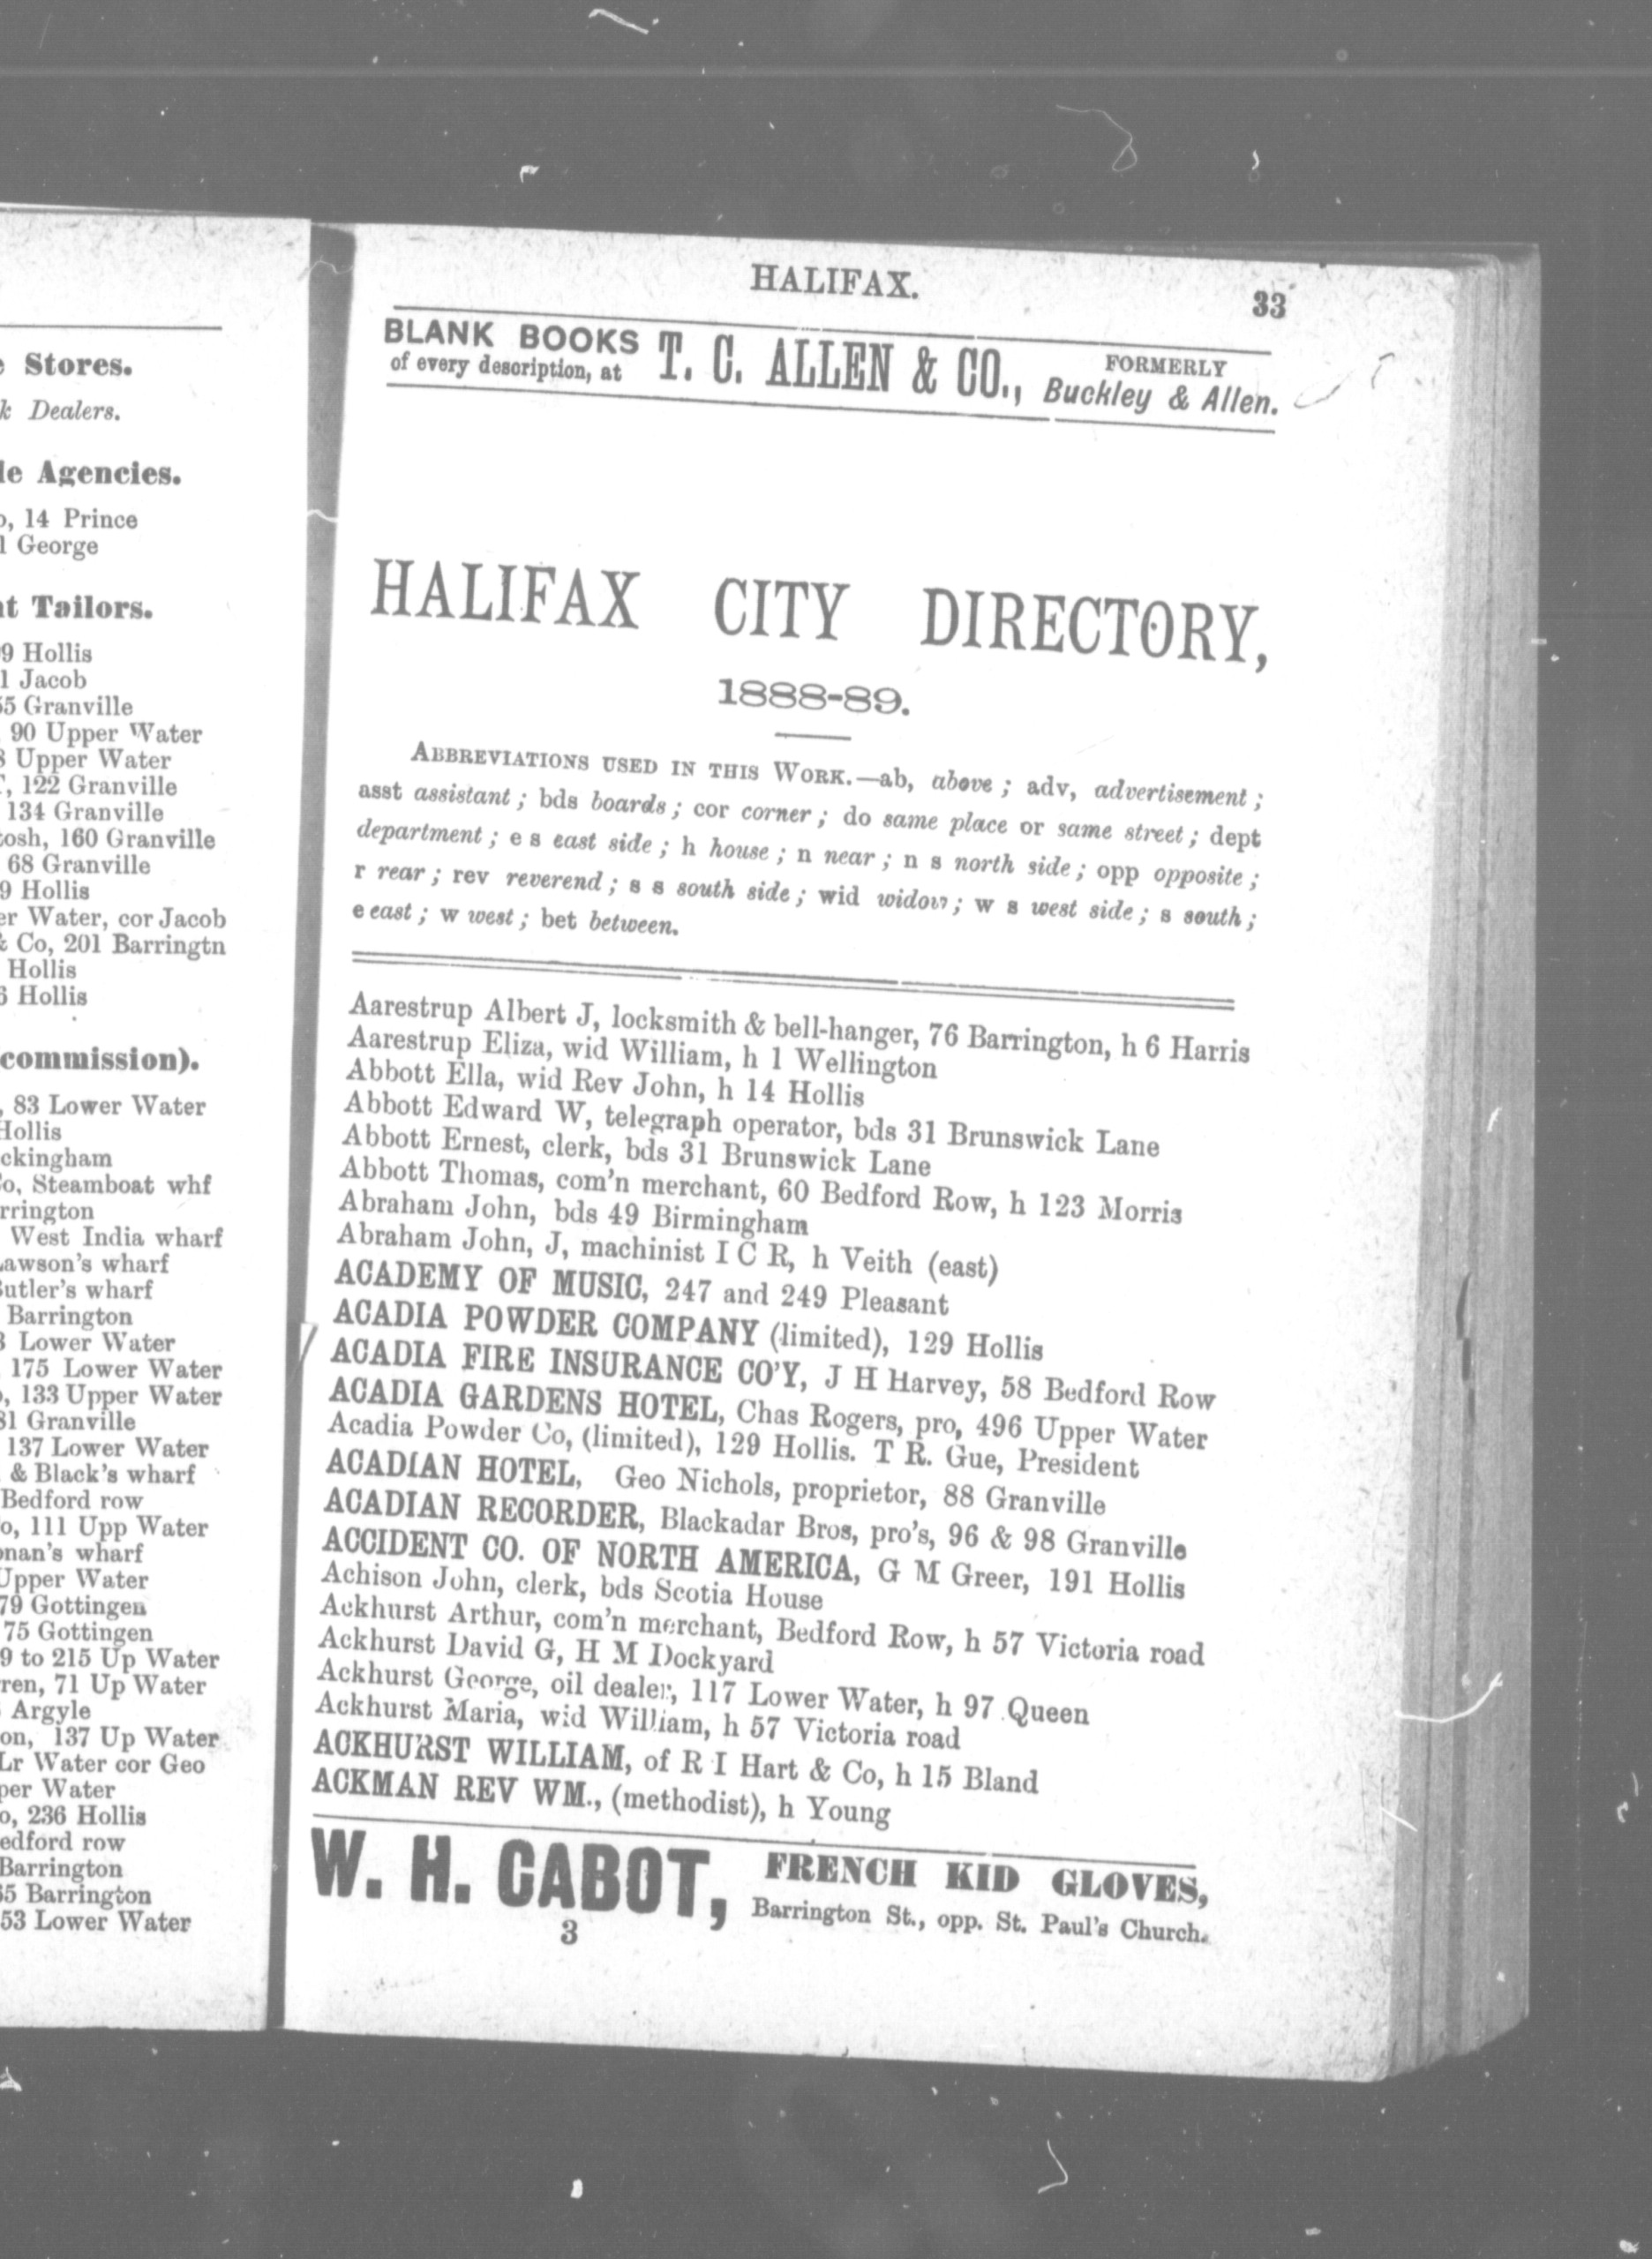 Stores.
Dealers.
Agencies.
14 Prince
George
Tailors.
Hollis
Jacob
Granville
90 Upper Water
Upper Water
122 Granville
134 Granville
160 Granville
68 Granville
Hollis
Water, cor Jacob
Co, 201 Barringtn
Hollis
Hollis
commission).
83 Lower Water
Hollis
Steamboat whf
West India wharf
Lawson's wharf
Butler's wharf
Barrington
Lower Water
175 Lower Water
133 Upper Water
Granville
137 Lower Water
& Black's wharf
Bedford row
111 Upp Water
wharf
Upper Water
79 Gottingen
75 Gottingen
to 215 Up Water
71 Up Water
Argyle
137 Up Water
Lr Water cor Geo
Water
236 Hollis
row
Barrington
Barrington
53 Lower Water
HALIFAX.
33
BLANK BOOKS of every description, at T. C. ALLEN & CO., FORMERLY Buckley & Allen.
HALIFAX CITY DIRECTORY,
1888-89.
ABBREVIATIONS USED IN THIS WORK.—ab, above; adv, advertisement;
asst assistant; bds boards; cor corner; do same place or same street; dept
department; e s east side; h house; n near; n s north side; opp opposite;
r rear; rev reverend; s s south side; wid widow; w s west side; s south;
e east; w west; bet between.
Aarestrup Albert J, locksmith & bell-hanger, 76 Barrington, h 6 Harris
Aarestrup Eliza, wid William, h 1 Wellington
Abbott Ella, wid Rev John, h 14 Hollis
Abbott Edward W, telegraph operator, bds 31 Brunswick Lane
Abbott Ernest, clerk, bds 31 Brunswick Lane
Abbott Thomas, com'n merchant, 60 Bedford Row, h 123 Morris
Abraham John, bds 49 Birmingham
Abraham John, J, machinist I C R, h Veith (east)
ACADEMY OF MUSIC, 247 and 249 Pleasant
ACADIA POWDER COMPANY (limited), 129 Hollis
ACADIA FIRE INSURANCE CO'Y, J H Harvey, 58 Bedford Row
ACADIA GARDENS HOTEL, Chas Rogers, pro, 496 Upper Water
Acadia Powder Co, (limited), 129 Hollis. T R. Gue, President
ACADIAN HOTEL, Geo Nichols, proprietor, 88 Granville
ACADIAN RECORDER, Blackadar Bros, pro's, 96 & 98 Granville
ACCIDENT CO. OF NORTH AMERICA, G M Greer, 191 Hollis
Achison John, clerk, bds Scotia House
Ackhurst Arthur, com'n merchant, Bedford Row, h 57 Victoria road
Ackhurst David G, H M Dockyard
Ackhurst George, oil dealer, 117 Lower Water, h 97 Queen
Ackhurst Maria, wid William, h 57 Victoria road
ACKHURST WILLIAM, of R I Hart & Co, h 15 Bland
ACKMAN REV WM., (methodist), h Young
W. H. CABOT, FRENCH KID GLOVES,
Barrington St., opp. St. Paul's Church.
3